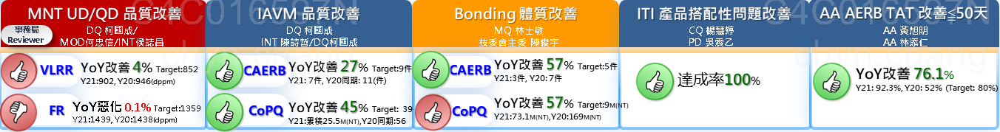 MNT UD/QD 品質改善
事務局
Reviewer
DQ 柯國成/
MOD何忠信/INT侯誌昌
VLRR
YoY改善 4% Target:852
Y21:902, Y20:946(dppm)
FR
YoY惡化 0.1% Target:1359
Y21:1439, Y20:1438(dppm)
IAVM 品質改善
DQ 柯國成
INT 陳詩哲/DQ柯國成
CAERB
YoY改善 27% Target:9件
Y21: 7件, Y20同期: 11(件)
CoPQ
YoY改善 45% Target: 39
Y21:累積25.5M(NT),Y20同期:56
Bonding 體質改善
MQ 林士敬
技委會主委 陳俊宇
CAERB
YoY改善 57% Target:5件
Y21:3件, Y20:7件
CoPQ
YoY改善 57% Target:9M(NT)
Y21:73.1M(NT),Y20:169M(NT)
ITI 產品搭配性問題改善
CQ 楊慧婷
PD 吳震乙
達成率100%
AA AERB TAT 改善≦50天
AA 黃旭明
AA 林添仁
YoY改善 76.1%
Y21: 92.3%, Y20: 52% (Target: 80%)